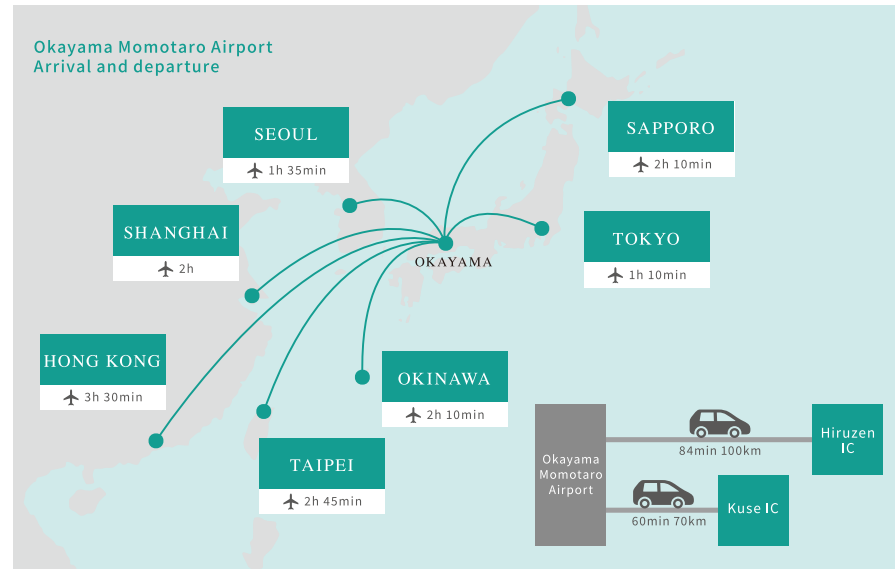 Okayama Momotaro Airport
Arrival and departure
SEOUL
1h 35min
SAPPORO
2h 10min
SHANGHAI
2h
TOKYO
1h 10min
OKAYAMA
HONG KONG
3h 30min
OKINAWA
2h 10min
TAIPEI
2h 45min
Okayama
Momotaro
Airport
84min 100km
Hiruzen
IC
60min 70km
Kuse IC